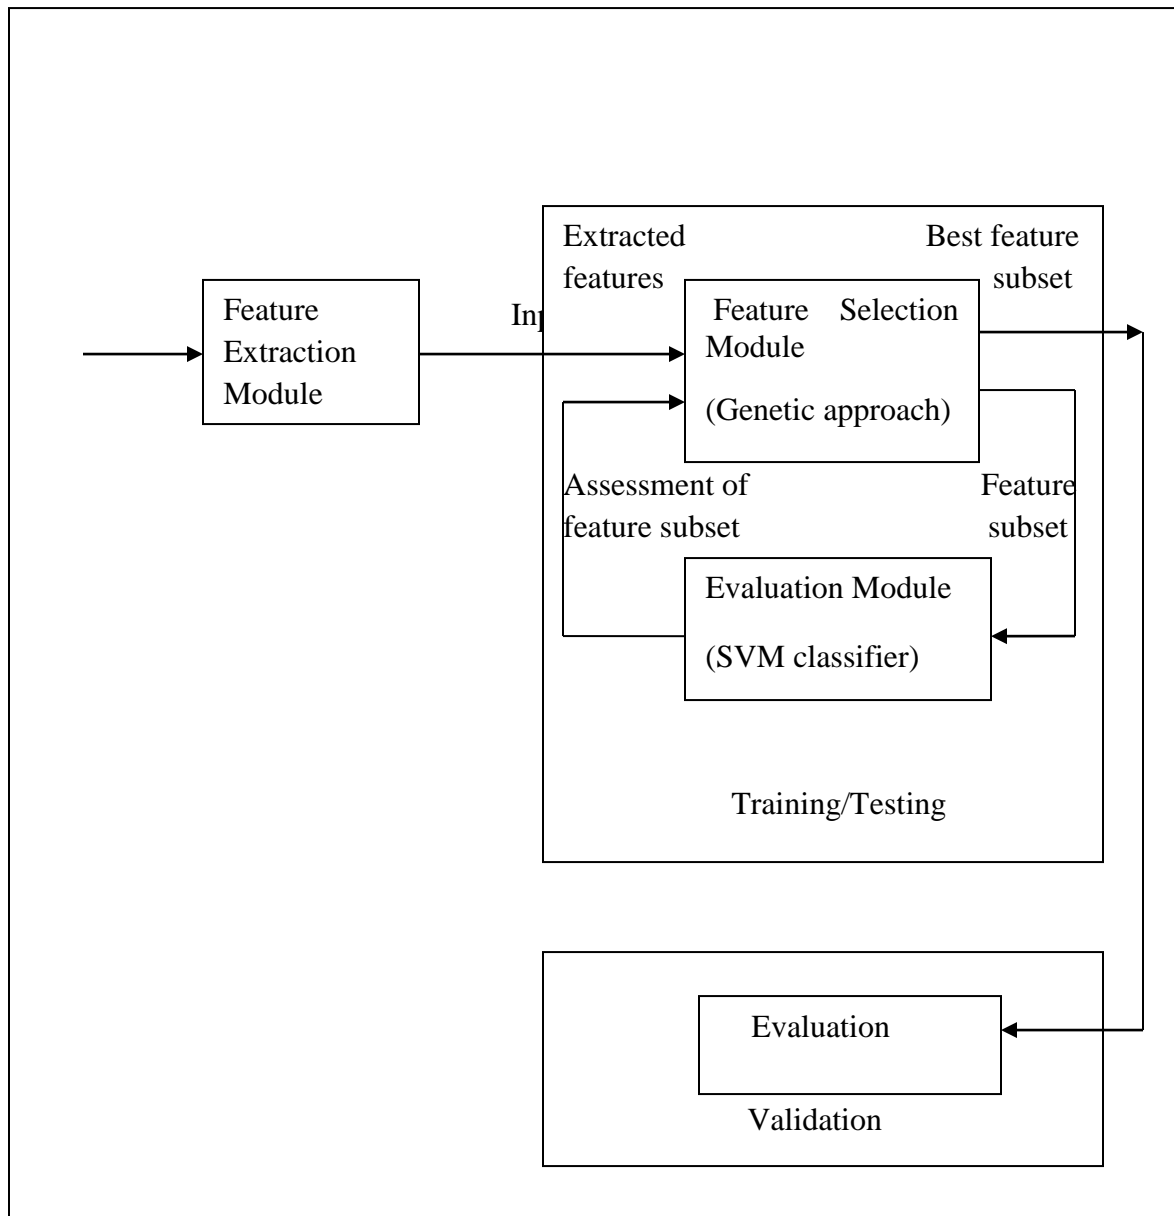 Extracted
features
Best feature
subset
Feature
Extraction
Module
Feature Selection
Module
(Genetic approach)
Assessment of
feature subset
Feature
subset
Evaluation Module
(SVM classifier)
Training/Testing
Evaluation
Validation